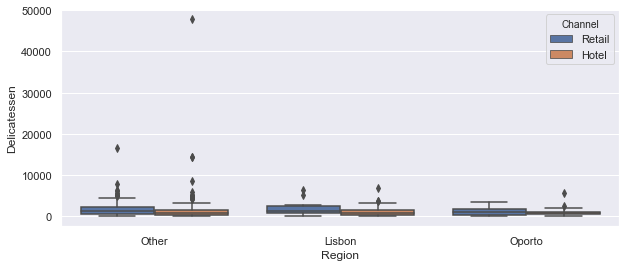 50000
40000
30000
20000
10000
0
Delicatessen
Channel
Retail
Hotel
Other
Lisbon
Oporto
Region